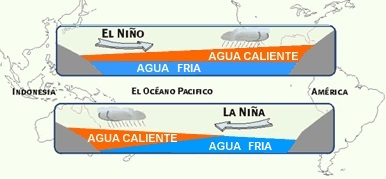 EL NIÑO
AGUA CALIENTE
AGUA FRIA
INDONESIA EL OCÉANO PACIFICO AMÉRICA
LA NIÑA
AGUA CALIENTE
AGUA FRIA